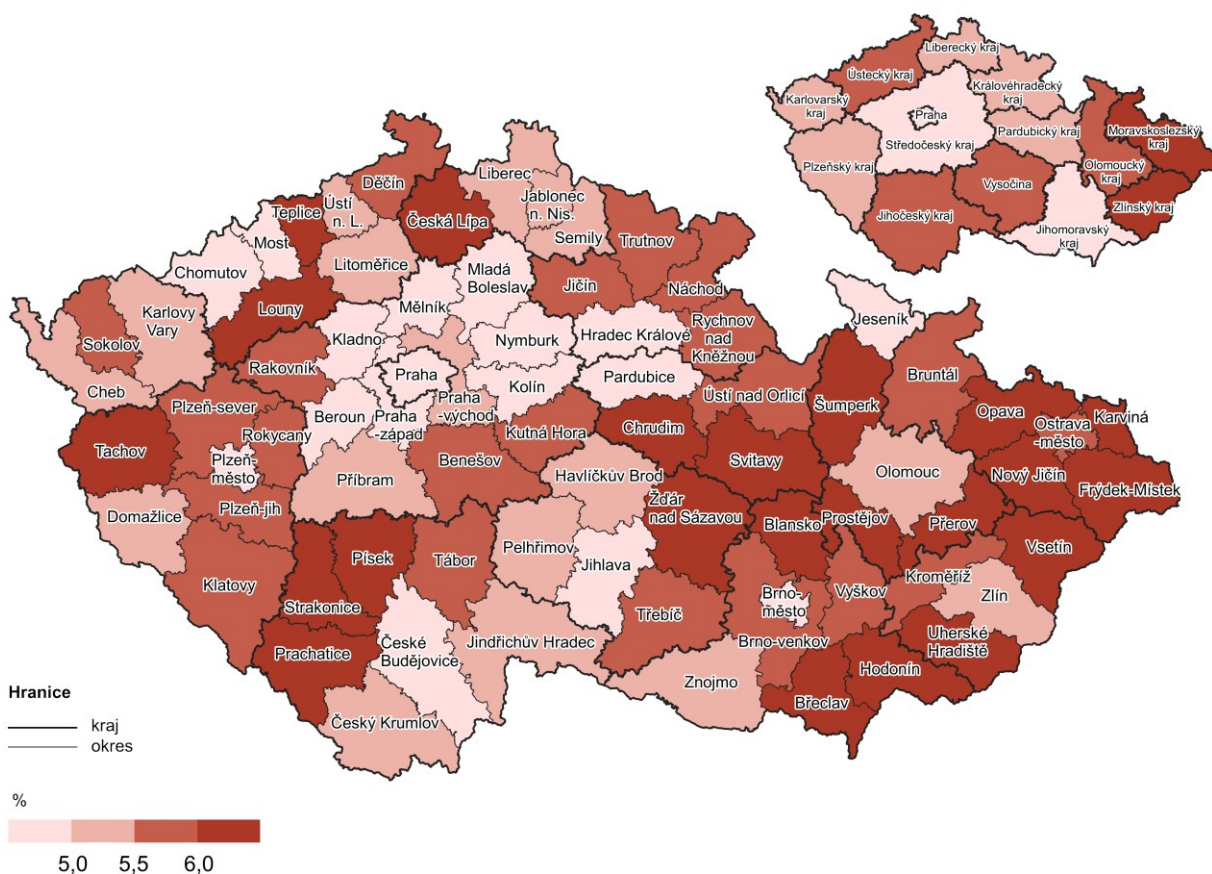 Liberecký kraj
Ústecký kraj
Karlovarský
kraj
Královéhradecký
kraj
Praha
Středočeský kraj
Pardubický kraj
Moravskoslezský
kraj
Plzeňský kraj
Olomoucký
kraj
Vysočina
Zlínský kraj
Jihočeský kraj
Jihomoravský
kraj
Děčín
Liberec
Ústí
n. L.
Jablonec
n. Nis.
Teplice
Česká Lípa
Most
Semily
Trutnov
Chomutov
Litoměřice
Mladá
Boleslav
Jičín
Náchod
Karlovy
Vary
Louny
Mělník
Jeseník
Sokolov
Kladno
Nymburk
Hradec Králové
Rychnov
nad
Kněžnou
Rakovník
Praha
Kolín
Pardubice
Bruntál
Cheb
Plzeň-sever
Beroun
Praha
-západ
Praha
-východ
Ústí nad Orlicí
Šumperk
Opava
Karviná
Ostrava
-město
Rokycany
Kutná Hora
Chrudim
Tachov
Plzeň-
město
Benešov
Svitavy
Olomouc
Nový Jičín
Frýdek-Místek
Příbram
Havlíčkův Brod
Žďár
nad Sázavou
Domažlice
Plzeň-jih
Blansko
Prostějov
Přerov
Vsetín
Písek
Tábor
Pelhřimov
Jihlava
Klatovy
Kroměříž
Zlín
Strakonice
Třebíč
Brno-
město
Vyškov
Prachatice
České
Budějovice
Jindřichův Hradec
Brno-venkov
Uherské
Hradiště
Hodonín
Znojmo
Břeclav
Český Krumlov
Hranice
kraj
okres
%
5,0 5,5 6,0